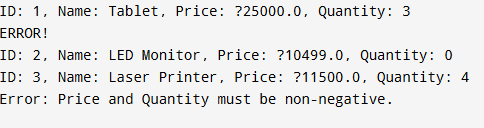 ID: 1, Name: Tablet, Price: ?25000.0, Quantity: 3
ERROR!
ID: 2, Name: LED Monitor, Price: ?10499.0, Quantity: 0
ID: 3, Name: Laser Printer, Price: ?11500.0, Quantity: 4
Error: Price and Quantity must be non-negative.